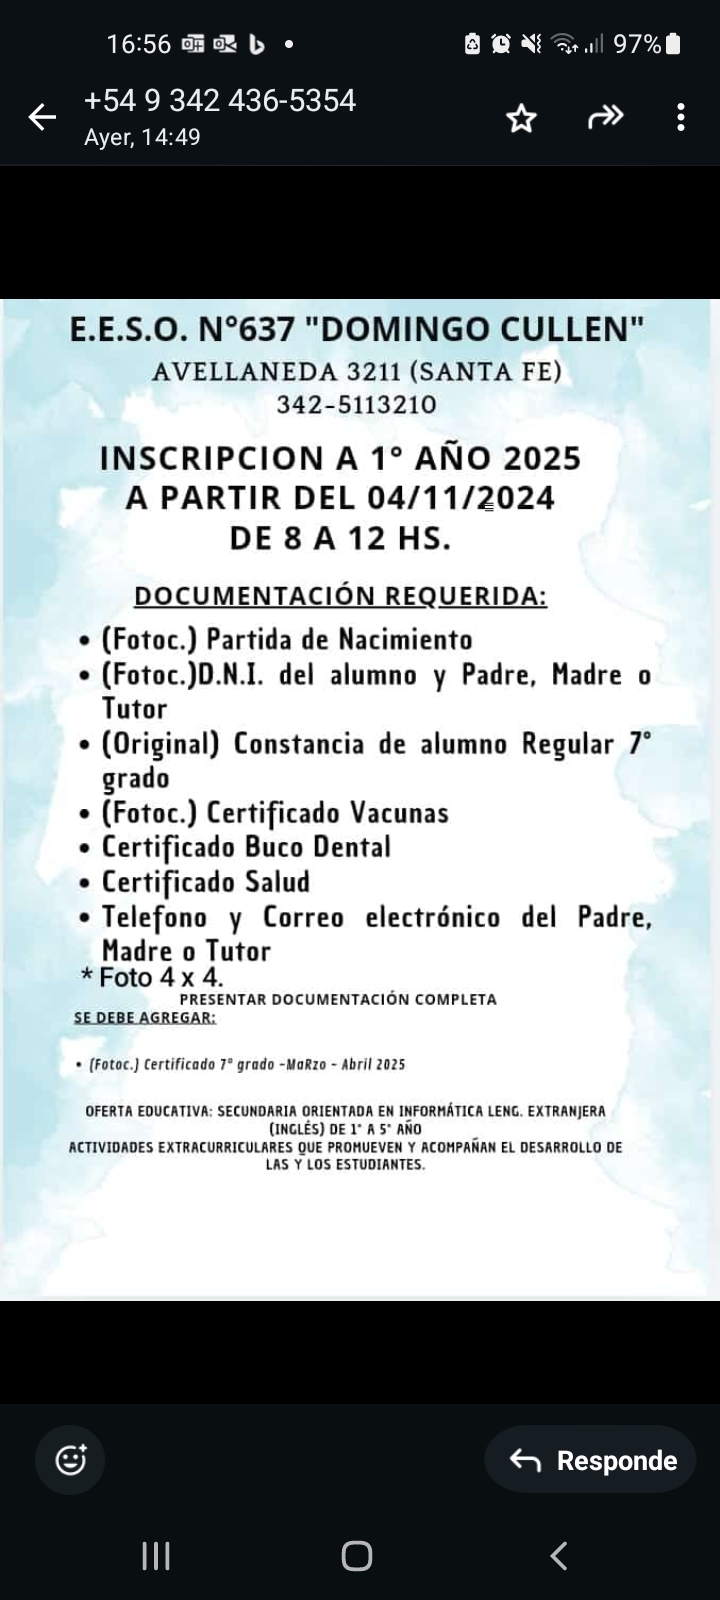 16:56
97%
+54 9 342 436-5354
Ayer, 14:49
E.E.S.O. N°637 "DOMINGO CULLEN"
AVELLANEDA 3211 (SANTA FE)
342-5113210
INSCRIPCION A 1° AÑO 2025
A PARTIR DEL 04/11/2024
DE 8 A 12 HS.
DOCUMENTACIÓN REQUERIDA:
• (Fotoc.) Partida de Nacimiento
• (Fotoc.)D.N.I. del alumno y Padre, Madre o
Tutor
• (Original) Constancia de alumno Regular 7°
grado
• (Fotoc.) Certificado Vacunas
• Certificado Buco Dental
• Certificado Salud
• Telefono y Correo electrónico del Padre,
Madre o Tutor
* Foto 4 x 4.
PRESENTAR DOCUMENTACIÓN COMPLETA
SE DEBE AGREGAR:
• (Fotoc.) Certificado 7° grado -MaRzo - Abril 2025
OFERTA EDUCATIVA: SECUNDARIA ORIENTADA EN INFORMÁTICA LENG. EXTRANJERA
(INGLÉS) DE 1° A 5° AÑO
ACTIVIDADES EXTRACURRICULARES QUE PROMUEVEN Y ACOMPAÑAN EL DESARROLLO DE
LAS Y LOS ESTUDIANTES.
Responde